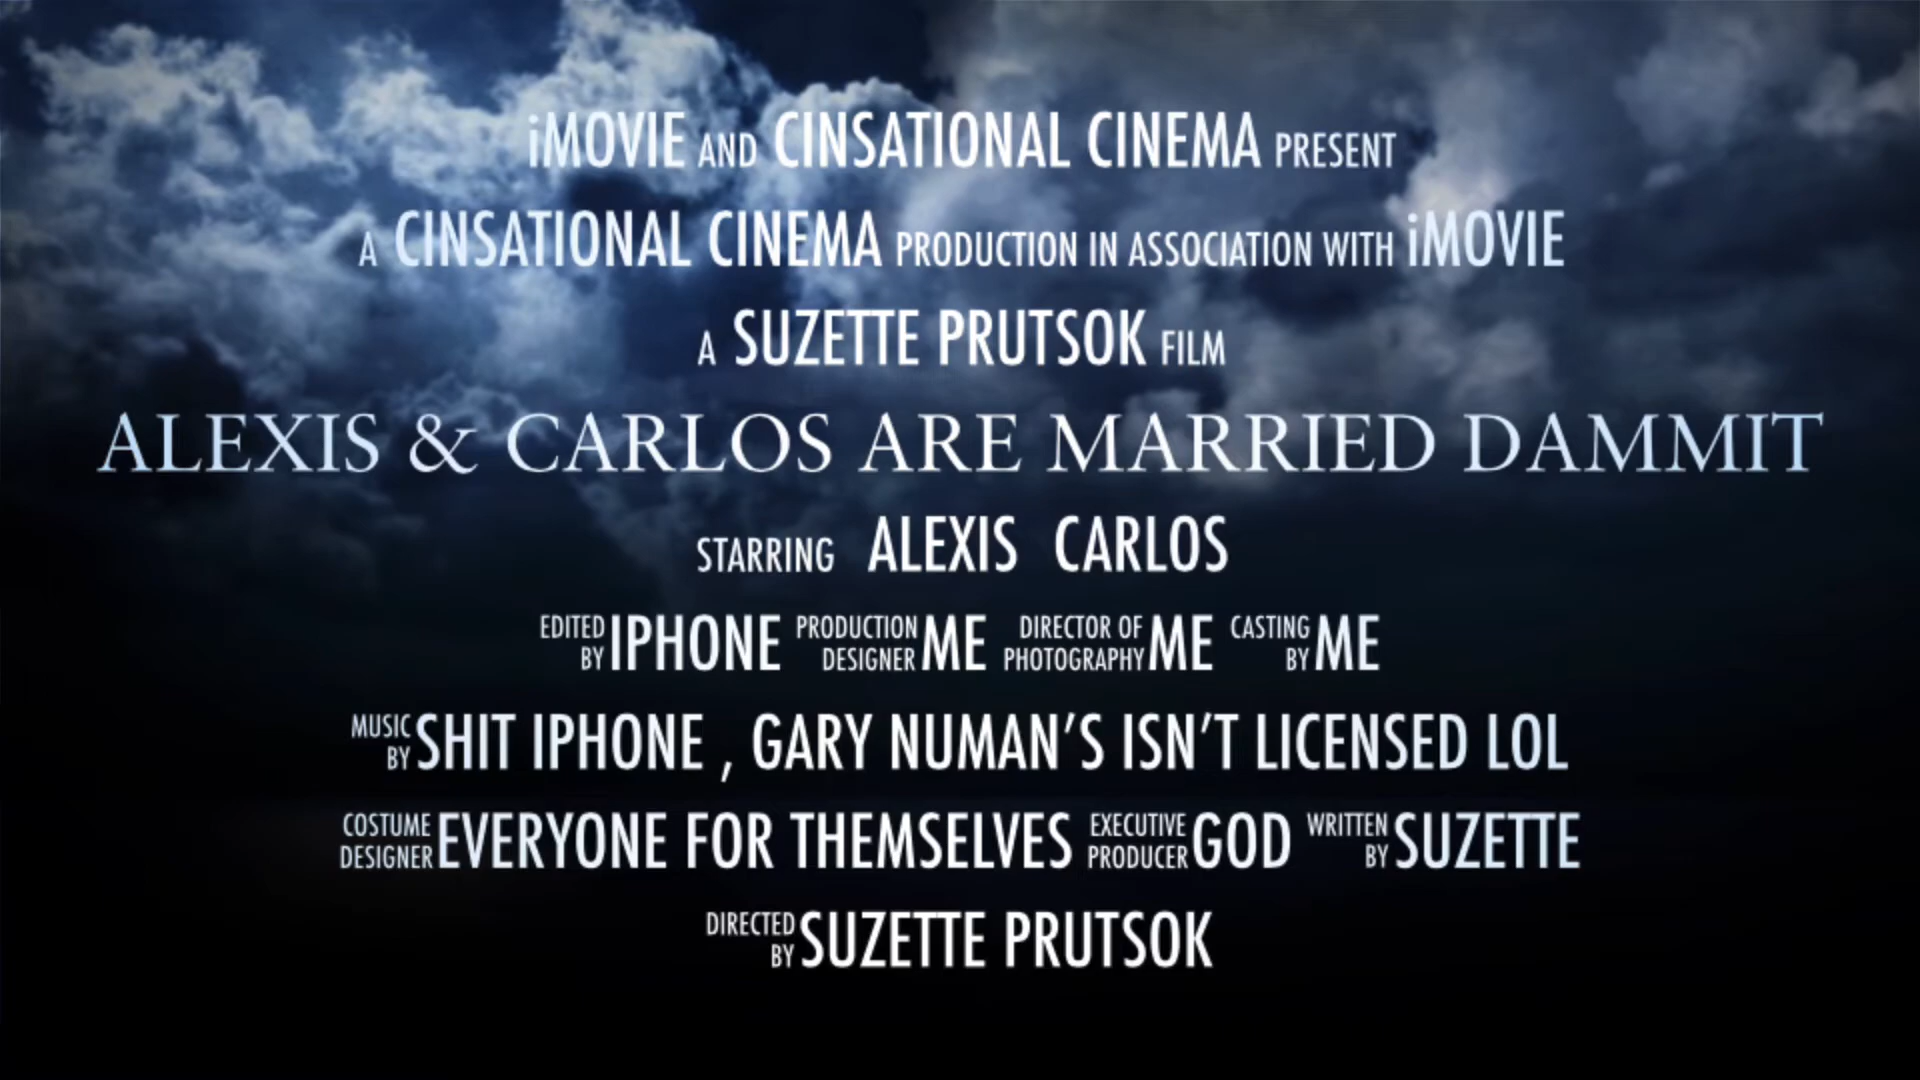 iMOVIE AND CINSATIONAL CINEMA PRESENT
A CINSATIONAL CINEMA PRODUCTION IN ASSOCIATION WITH iMOVIE
A SUZETTE PRUTSOK FILM
ALEXIS & CARLOS ARE MARRIED DAMMIT
STARRING ALEXIS CARLOS
EDITED BY IPHONE PRODUCTION DESIGNER ME DIRECTOR OF PHOTOGRAPHY ME CASTING BY ME
MUSIC BY SHIT IPHONE , GARY NUMAN'S ISN'T LICENSED LOL
COSTUME DESIGNER EVERYONE FOR THEMSELVES EXECUTIVE PRODUCER GOD WRITTEN BY SUZETTE
DIRECTED BY SUZETTE PRUTSOK